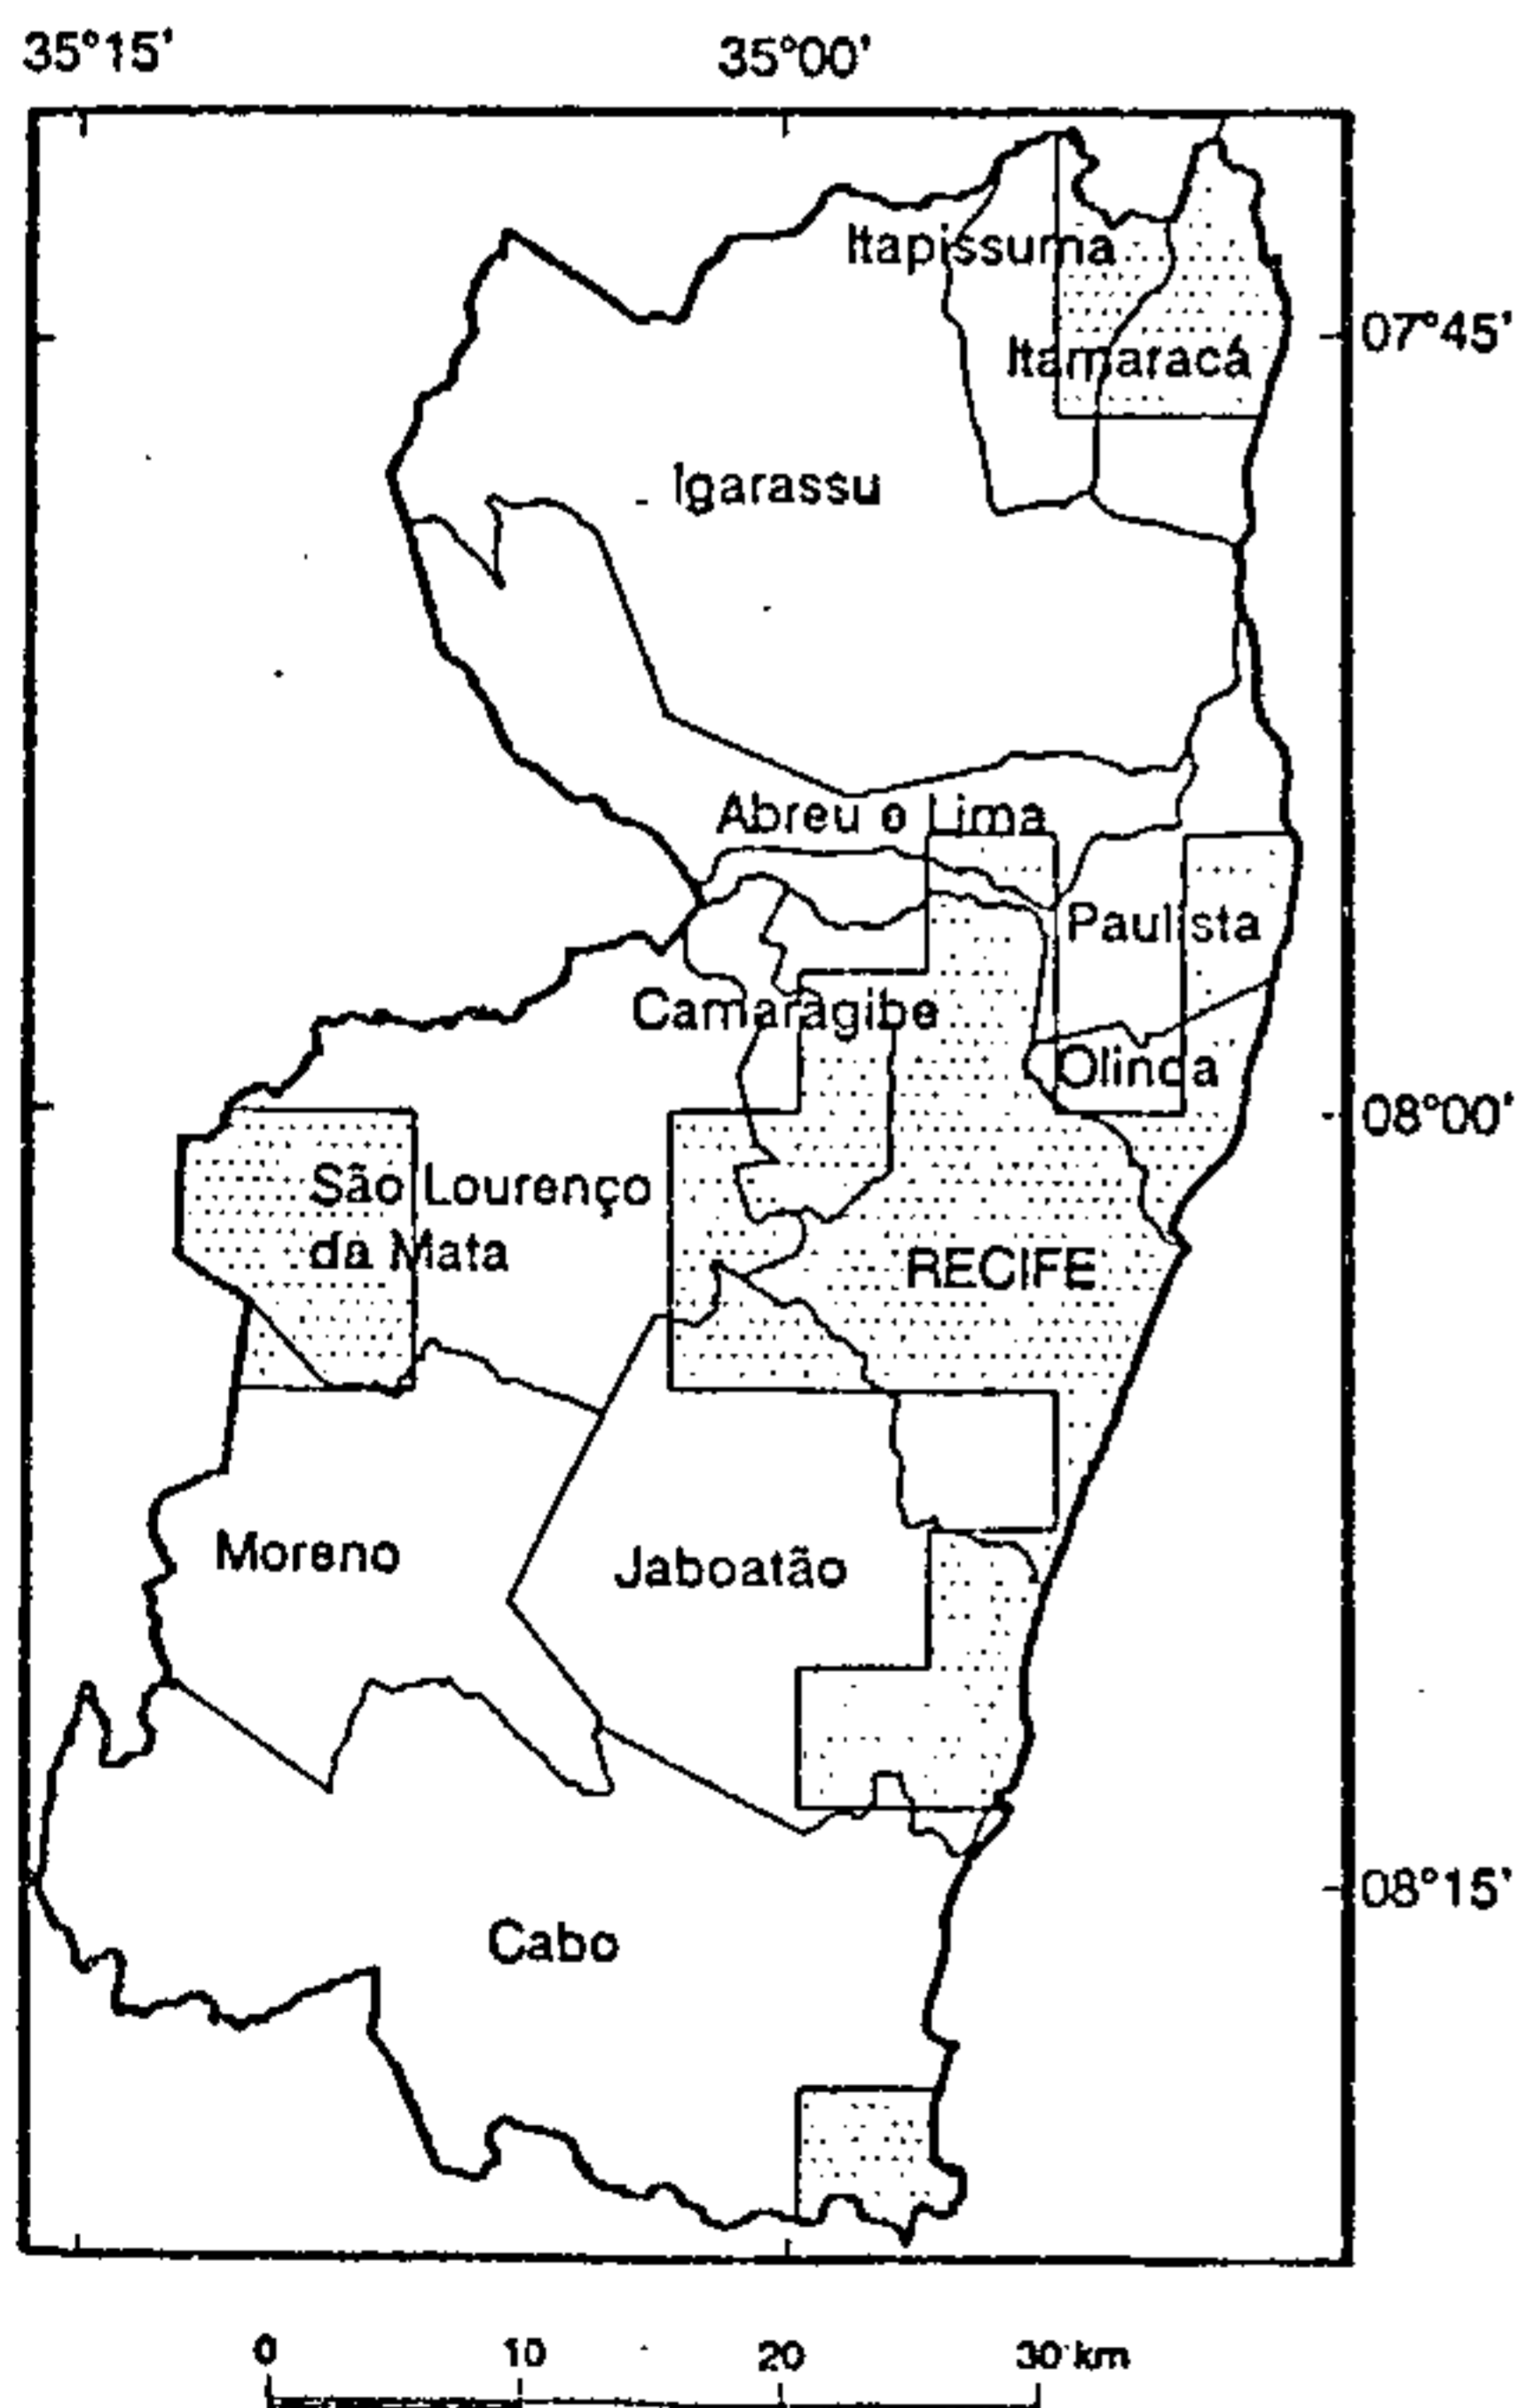 35°15' 35°00'
Itapissuma
07°45'
Itamaracá
Igarassu
Abreu e Lima
Paulista
Camaragibe
Olinda
08°00'
São Lourenço
da Mata
RECIFE
Moreno
Jaboatão
08°15'
Cabo
0 10 20 30 km